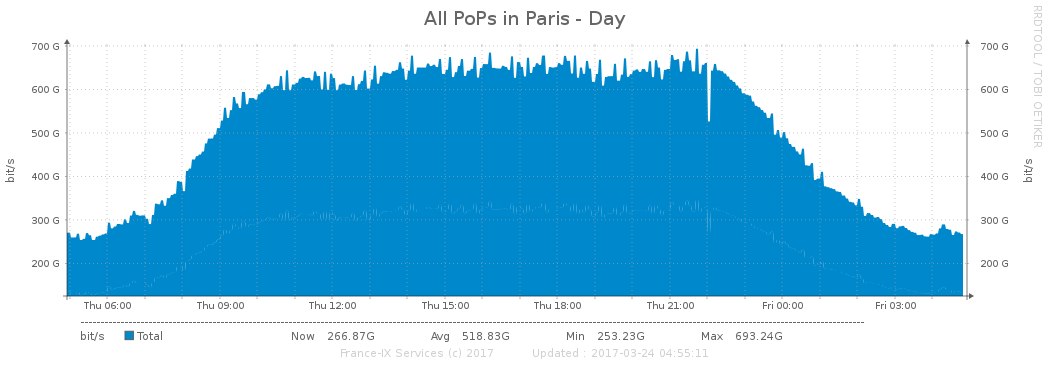 All PoPs in Paris - Day
RRDTOOL / TOBI OETIKER
700 G 700 G
600 G 600 G
500 G 500 G
400 G 400 G
300 G 300 G
200 G 200 G
bit/s bit/s
Thu 06:00 Thu 09:00 Thu 12:00 Thu 15:00 Thu 18:00 Thu 21:00 Fri 00:00 Fri 03:00
bit/s Total Now 266.87G Avg 518.83G Min 253.23G Max 693.24G
France-IX Services (c) 2017 Updated : 2017-03-24 04:55:11